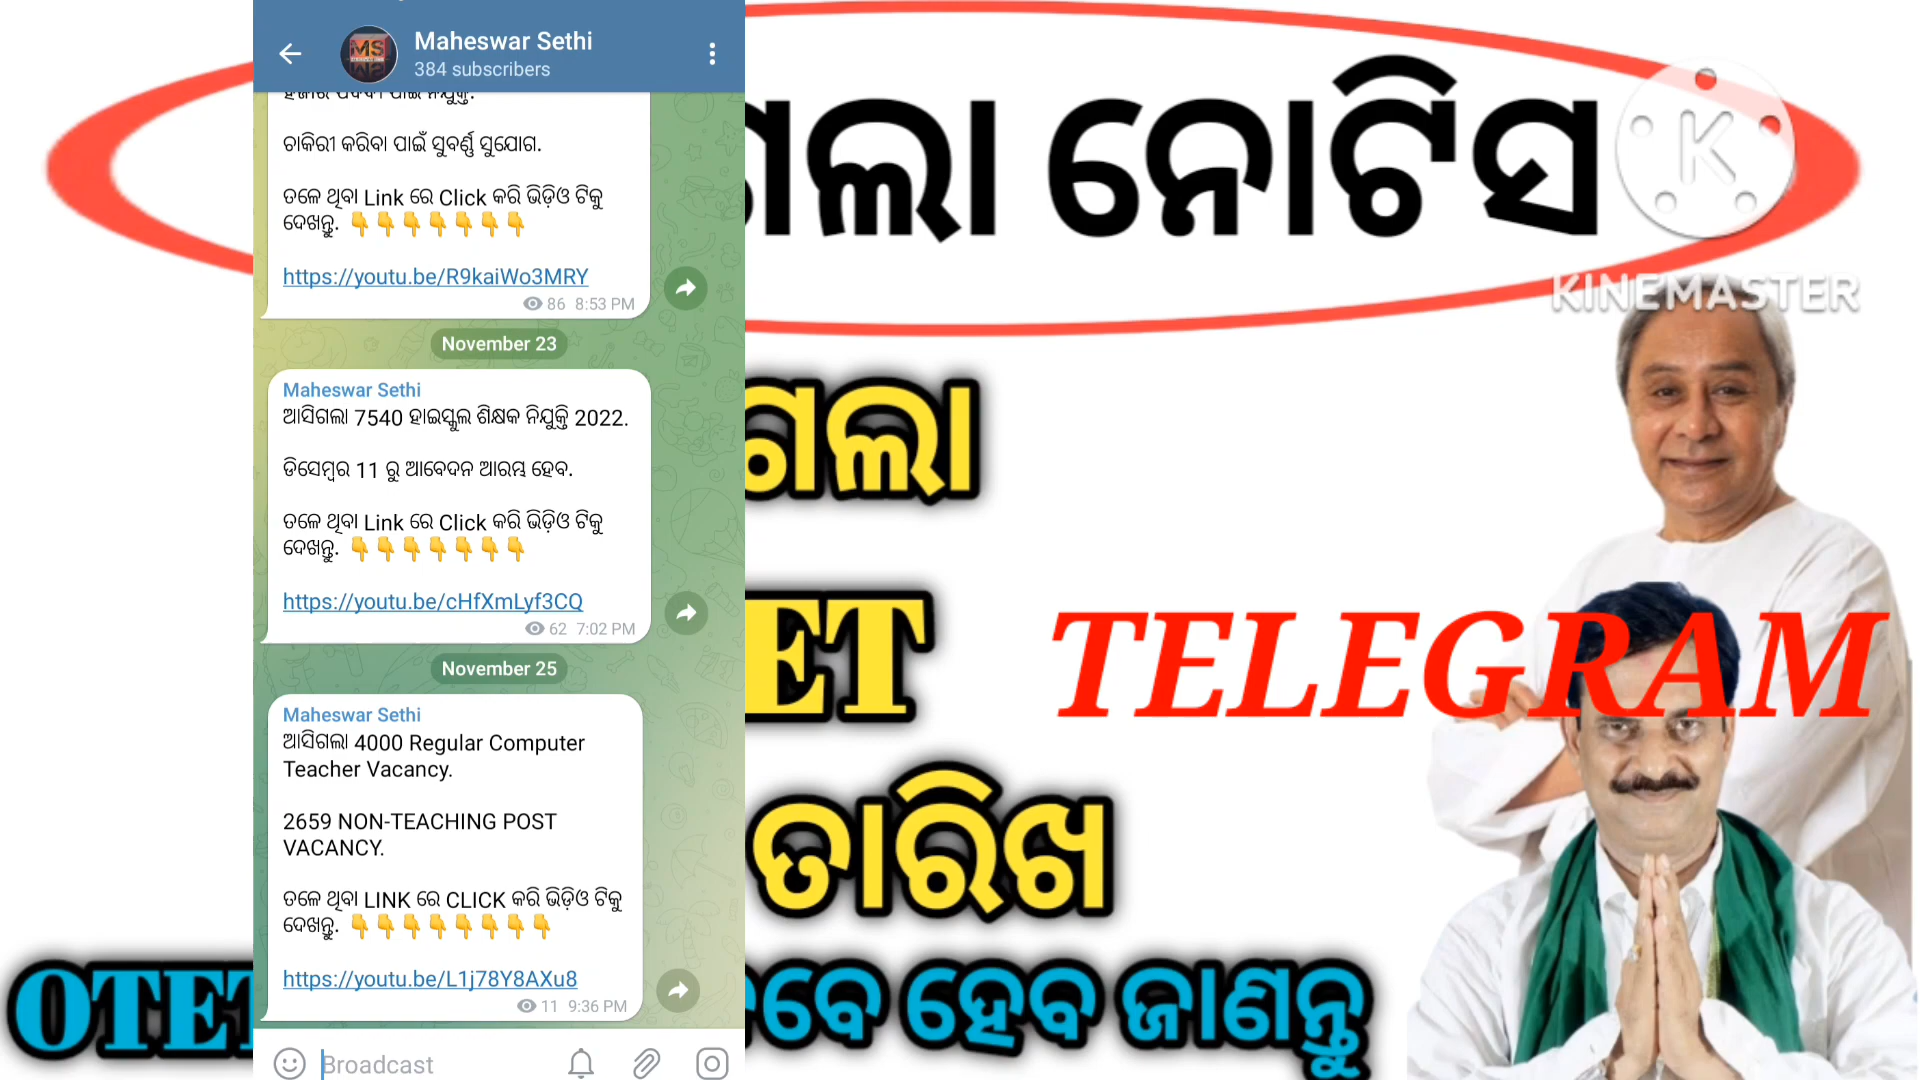 Maheswar Sethi
384 subscribers
ଚାକିରୀ କରିବା ପାଇଁ ସୁବର୍ଣ୍ଣ ସୁଯୋଗ.
ତଳେ ଥିବା Link ରେ Click କରି ଭିଡ଼ିଓ ଟିକୁ
ଦେଖନ୍ତୁ. 👇👇👇👇👇👇👇
https://youtu.be/R9kaiWo3MRY
86 8:53 PM
November 23
Maheswar Sethi
ଆସିଗଲା 7540 ହାଇସ୍କୁଲ ଶିକ୍ଷକ ନିଯୁକ୍ତି 2022.
ଡିସେମ୍ବର 11 ରୁ ଆବେଦନ ଆରମ୍ଭ ହେବ.
ତଳେ ଥିବା Link ରେ Click କରି ଭିଡ଼ିଓ ଟିକୁ
ଦେଖନ୍ତୁ. 👇👇👇👇👇👇👇
https://youtu.be/cHfXmLyf3CQ
62 7:02 PM
November 25
Maheswar Sethi
ଆସିଗଲା 4000 Regular Computer
Teacher Vacancy.
2659 NON-TEACHING POST
VACANCY.
ତଳେ ଥିବା LINK ରେ CLICK କରି ଭିଡ଼ିଓ ଟିକୁ
ଦେଖନ୍ତୁ. 👇👇👇👇👇👇👇👇
https://youtu.be/L1j78Y8AXu8
11 9:36 PM
Broadcast
ଗଲା ନୋଟିସ
K
KINEMASTER
ଗଲା
ET
TELEGRAM
ତାରିଖ
OTET
ବେ ହେବ ଜାଣନ୍ତୁ